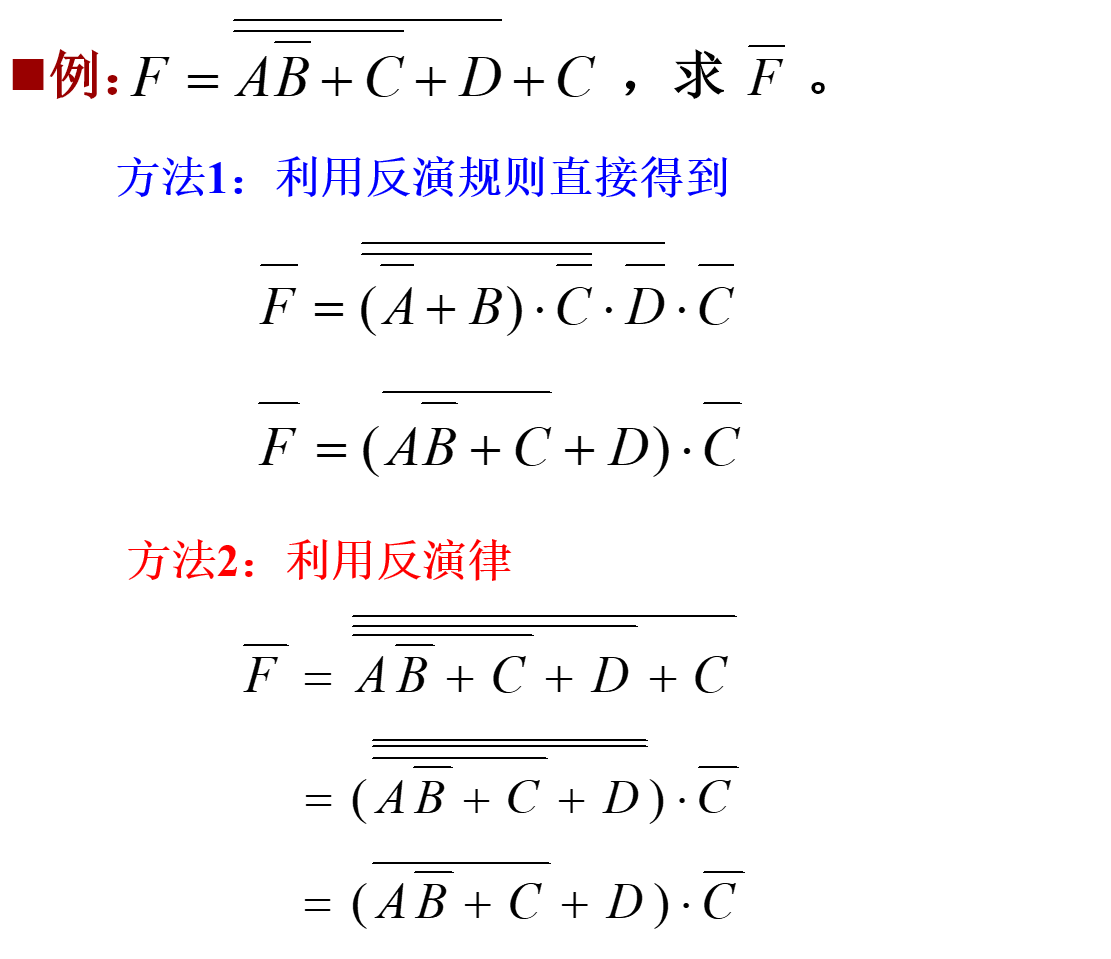 ■例：$F = \overline{\overline{A\overline{B} + C} + D} + C$ ，求 $\overline{F}$ 。
方法1：利用反演规则直接得到
$\overline{F} = \overline{\overline{(\overline{A} + B) \cdot \overline{C}} \cdot \overline{D}} \cdot \overline{C}$
$\overline{F} = (\overline{A\overline{B} + C} + D) \cdot \overline{C}$
方法2：利用反演律
$\overline{F} = \overline{\overline{\overline{A\overline{B} + C} + D} + C}$
$= (\overline{\overline{\overline{A\overline{B} + C} + D}}) \cdot \overline{C}$
$= (\overline{A\overline{B} + C} + D) \cdot \overline{C}$